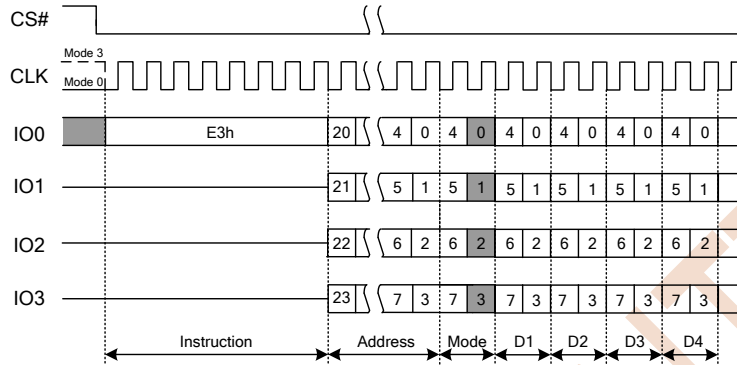 CS#
Mode 3
CLK
Mode 0
IO0 E3h 20 4 0 4 0 4 0 4 0 4 0 4 0
IO1 21 5 1 5 1 5 1 5 1 5 1 5 1
IO2 22 6 2 6 2 6 2 6 2 6 2 6 2
IO3 23 7 3 7 3 7 3 7 3 7 3 7 3
Instruction Address Mode D1 D2 D3 D4